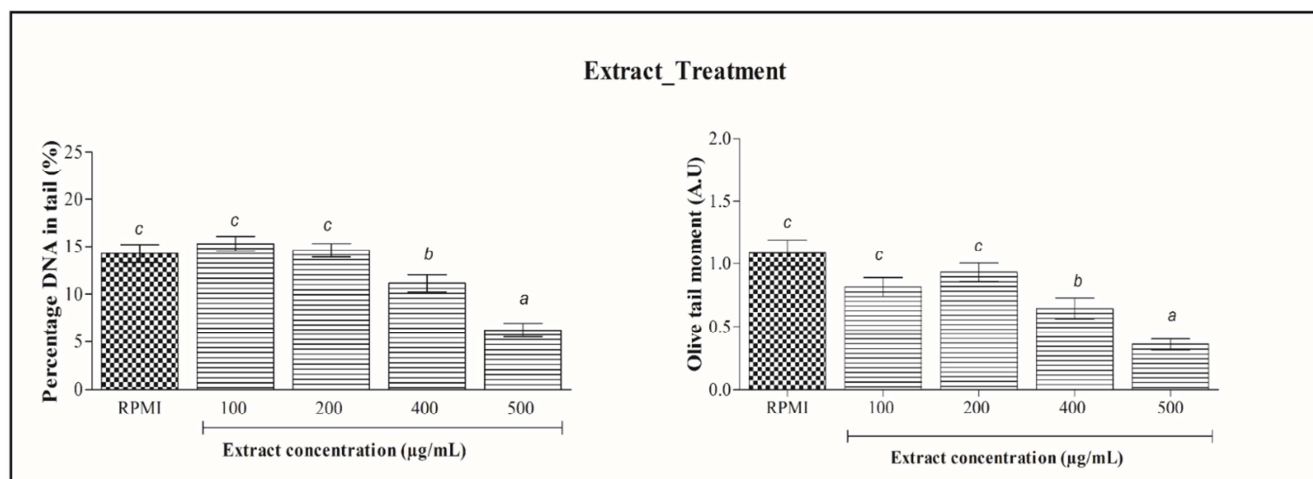 Extract_Treatment
Percentage DNA in tail (%)
25
20
15
10
5
0
c
c
c
b
a
RPMI 100 200 400 500
Extract concentration (µg/mL)
Olive tail moment (A.U)
2.0
1.5
1.0
0.5
0.0
c
c
c
b
a
RPMI 100 200 400 500
Extract concentration (µg/mL)